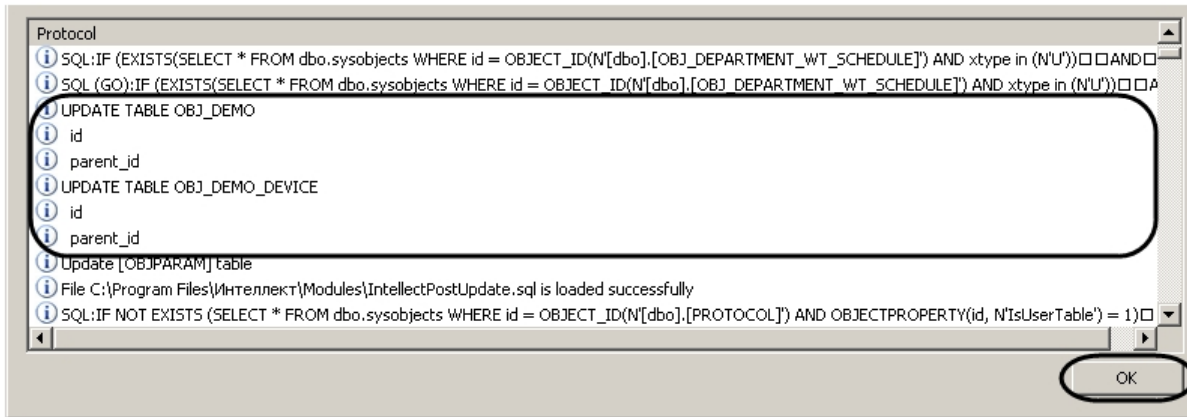 Protocol
SQL:IF (EXISTS(SELECT * FROM dbo.sysobjects WHERE id = OBJECT_ID(N'[dbo].[OBJ_DEPARTMENT_WT_SCHEDULE]') AND xtype in (N'U'))□□AND□
SQL (GO):IF (EXISTS(SELECT * FROM dbo.sysobjects WHERE id = OBJECT_ID(N'[dbo].[OBJ_DEPARTMENT_WT_SCHEDULE]') AND xtype in (N'U'))□□A
UPDATE TABLE OBJ_DEMO
id
parent_id
UPDATE TABLE OBJ_DEMO_DEVICE
id
parent_id
Update [OBJPARAM] table
File C:\Program Files\Интеллект\Modules\IntellectPostUpdate.sql is loaded successfully
SQL:IF NOT EXISTS (SELECT * FROM dbo.sysobjects WHERE id = OBJECT_ID(N'[dbo].[PROTOCOL]') AND OBJECTPROPERTY(id, N'IsUserTable') = 1)□
OK